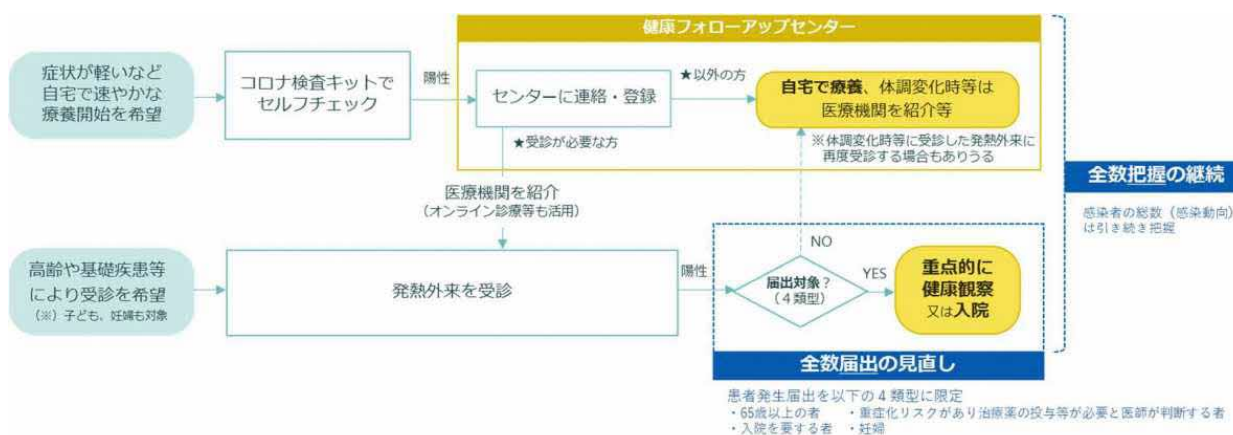 健康フォローアップセンター
症状が軽いなど
自宅で速やかな
療養開始を希望
コロナ検査キットで
セルフチェック
陽性
センターに連絡・登録
★以外の方
自宅で療養、体調変化時等は
医療機関を紹介等
★受診が必要な方
※体調変化時等に受診した発熱外来に
再度受診する場合もありうる
医療機関を紹介
(オンライン診療等も活用)
全数把握の継続
感染者の総数(感染動向)
は引き続き把握
高齢や基礎疾患等
により受診を希望
(※)子ども、妊婦も対象
発熱外来を受診
陽性
届出対象?
(4類型)
NO
YES
重点的に
健康観察
又は入院
全数届出の見直し
患者発生届出を以下の4類型に限定
・65歳以上の者 ・重症化リスクがあり治療薬の投与等が必要と医師が判断する者
・入院を要する者 ・妊婦